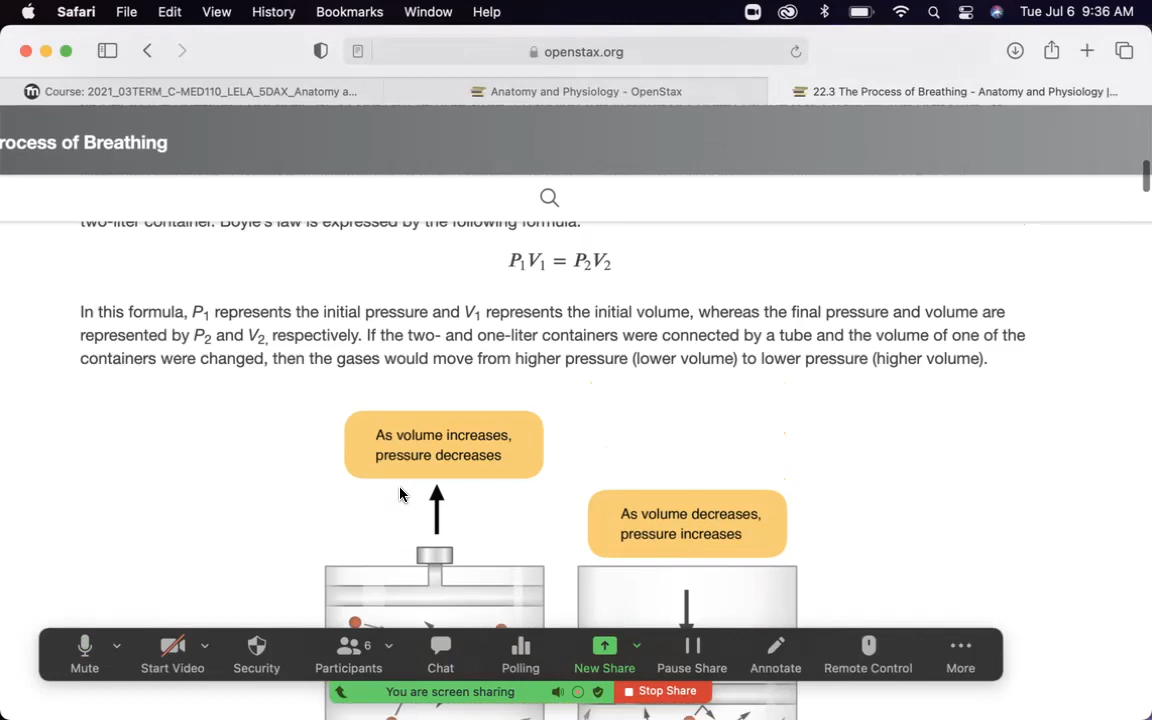 Safari File Edit View History Bookmarks Window Help Tue Jul 6 9:36 AM
openstax.org
Course: 2021_03TERM_C-MED110_LELA_5DAX_Anatomy a... Anatomy and Physiology - OpenStax 22.3 The Process of Breathing - Anatomy and Physiology |...
rocess of Breathing
two-liter container. Boyle's law is expressed by the following formula:
P₁V₁ = P₂V₂
In this formula, P₁ represents the initial pressure and V₁ represents the initial volume, whereas the final pressure and volume are
represented by P₂ and V₂, respectively. If the two- and one-liter containers were connected by a tube and the volume of one of the
containers were changed, then the gases would move from higher pressure (lower volume) to lower pressure (higher volume).
As volume increases,
pressure decreases
As volume decreases,
pressure increases
6
Mute Start Video Security Participants Chat Polling New Share Pause Share Annotate Remote Control More
You are screen sharing Stop Share